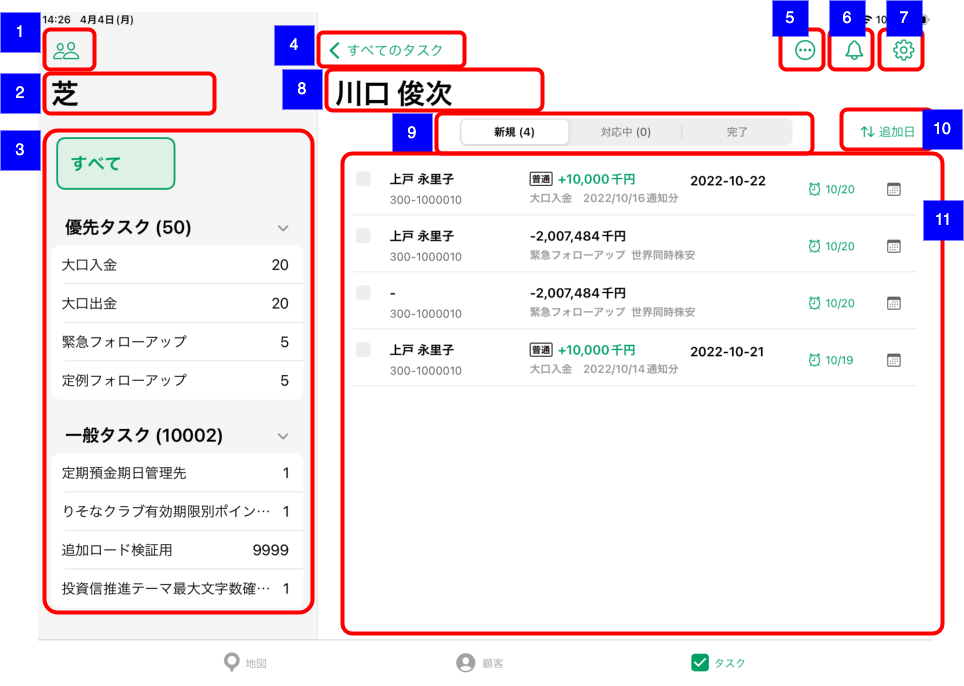 14:26 4月4日(月)
10
1
2
3
4
5
6
7
8
9
10
11
芝
すべて
優先タスク (50)
大口入金 20
大口出金 20
緊急フォローアップ 5
定例フォローアップ 5
一般タスク (10002)
定期預金期日管理先 1
りそなクラブ有効期限別ポイン… 1
追加ロード検証用 9999
投資信推進テーマ最大文字数確… 1
すべてのタスク
川口 俊次
新規 (4) 対応中 (0) 完了
追加日
上戸 永里子 普通 +10,000千円 2022-10-22
300-1000010 大口入金 2022/10/16通知分 10/20
上戸 永里子 -2,007,484千円
300-1000010 緊急フォローアップ 世界同時株安 10/20
- -2,007,484千円
300-1000010 緊急フォローアップ 世界同時株安 10/20
上戸 永里子 普通 +10,000千円 2022-10-21
300-1000010 大口入金 2022/10/14通知分 10/19
地図 顧客 タスク